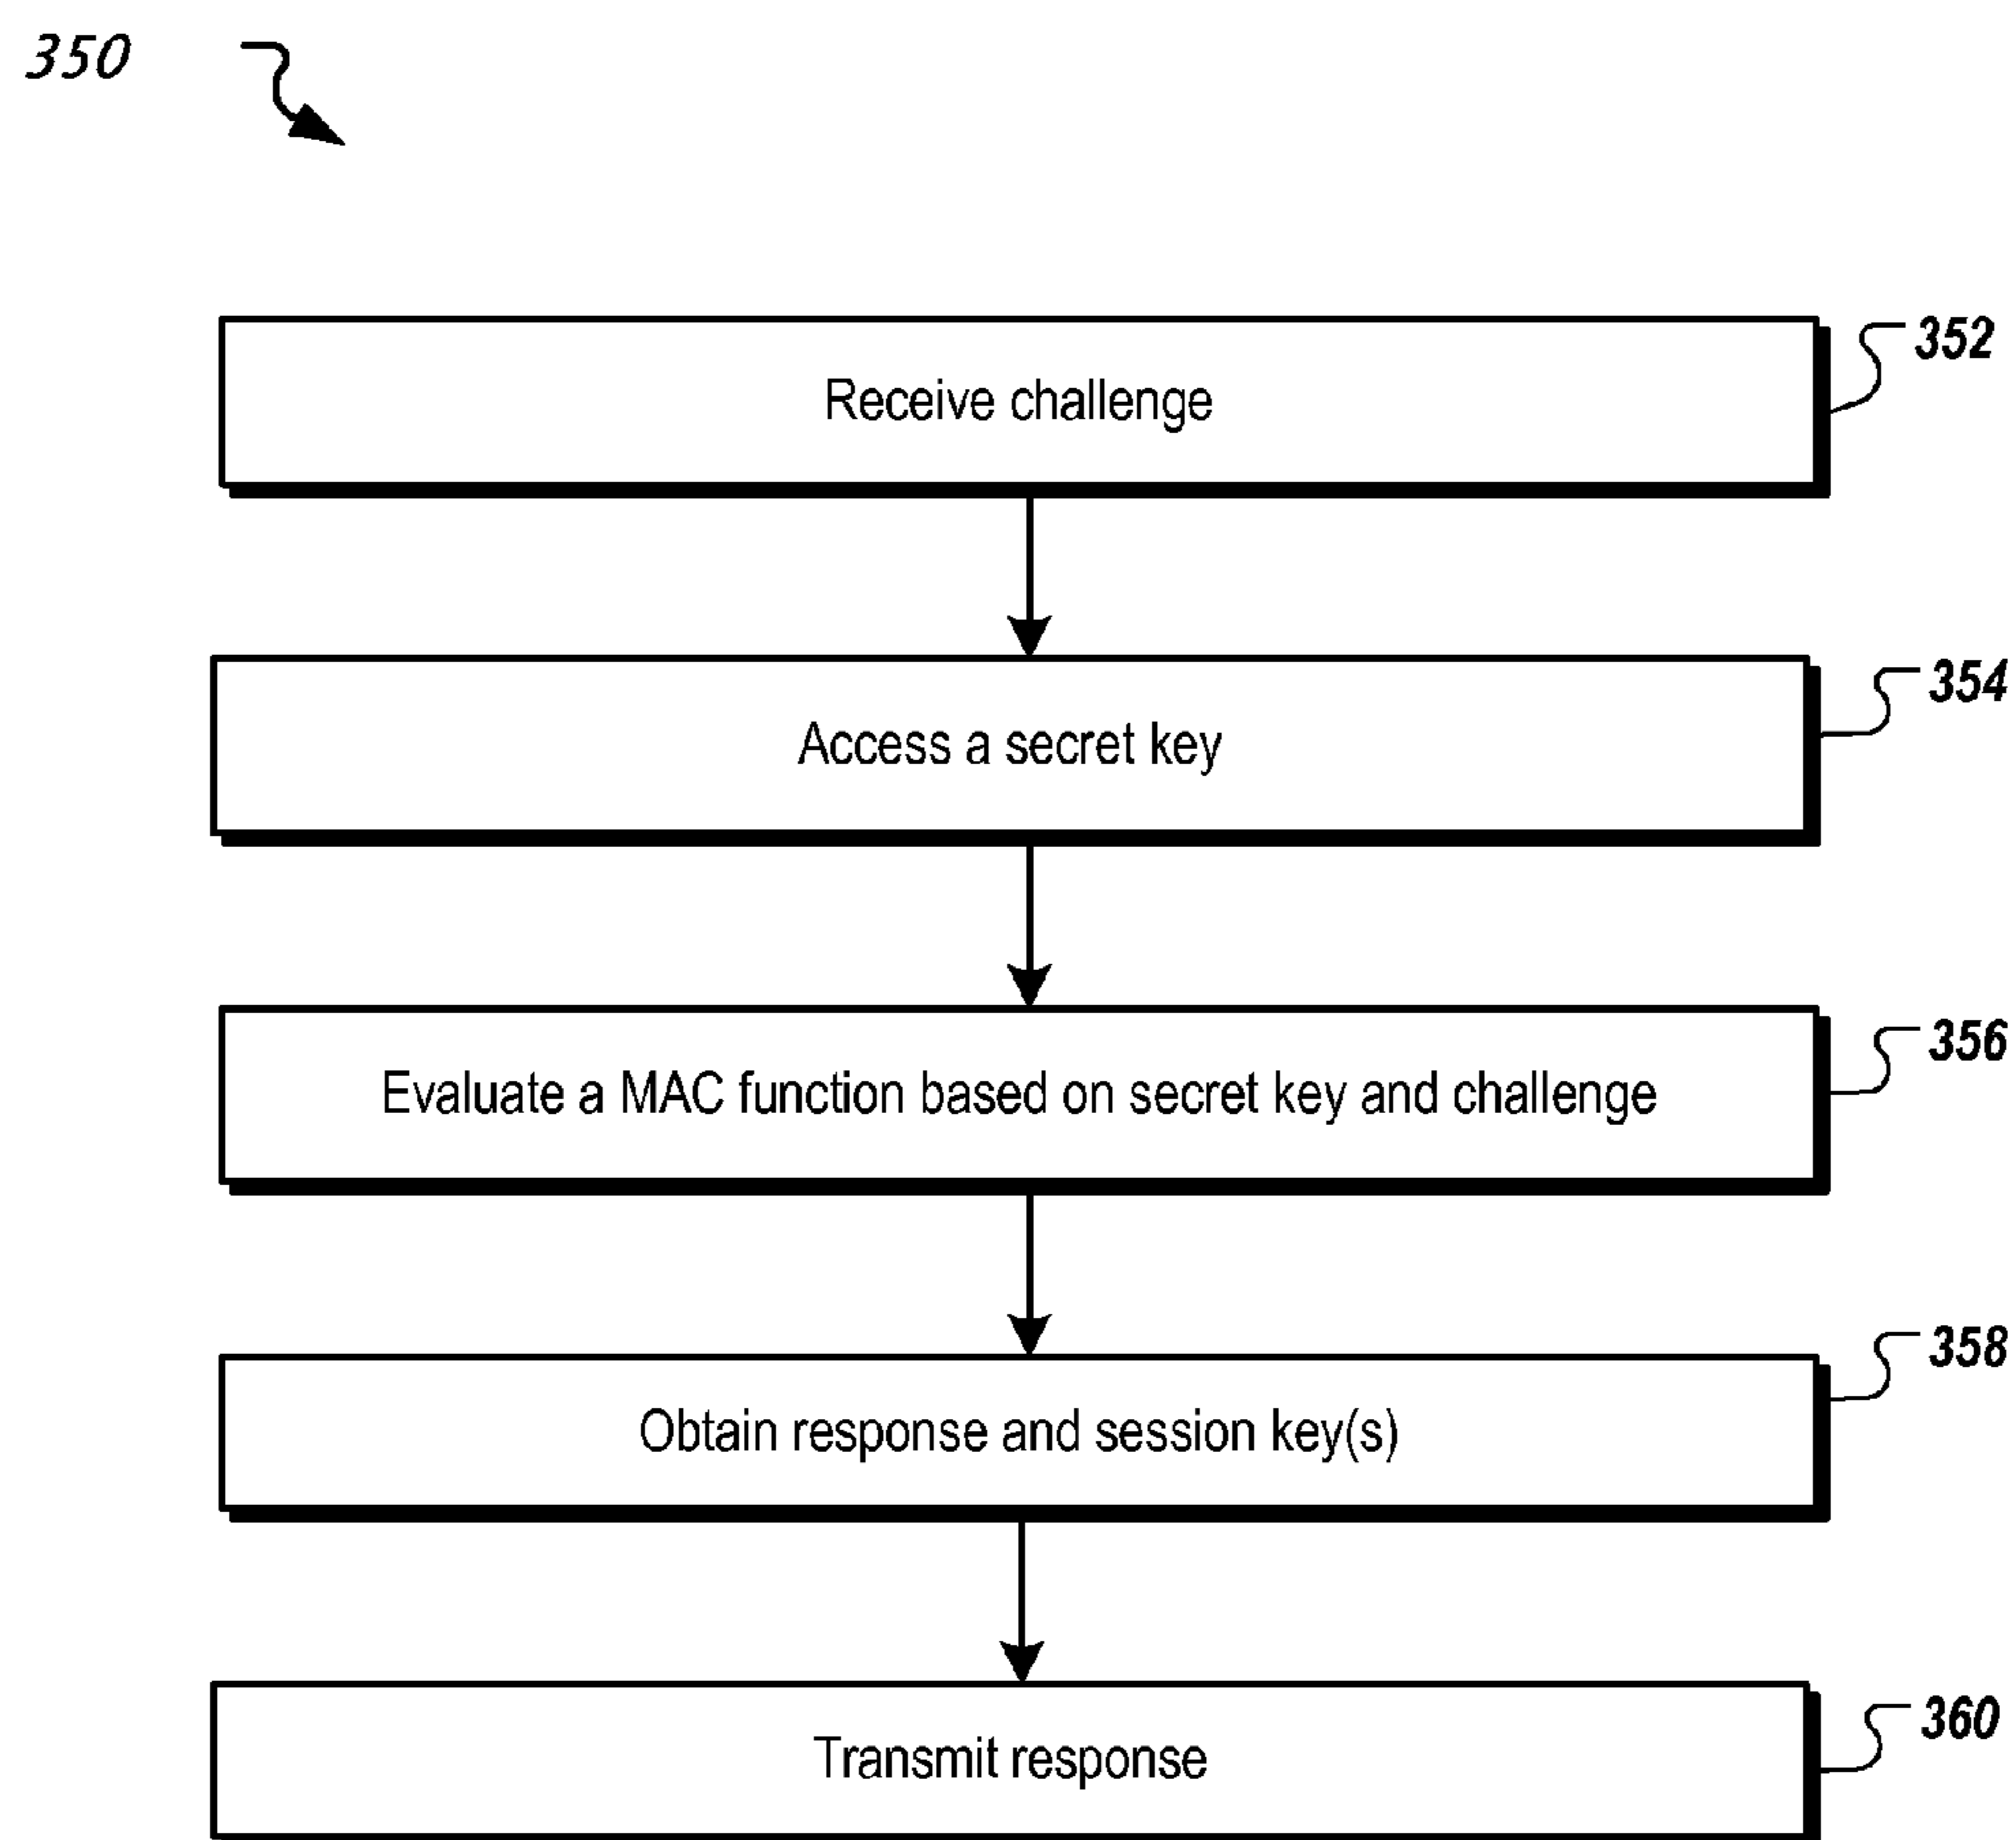 350
Receive challenge
352
Access a secret key
354
Evaluate a MAC function based on secret key and challenge
356
Obtain response and session key(s)
358
Transmit response
360